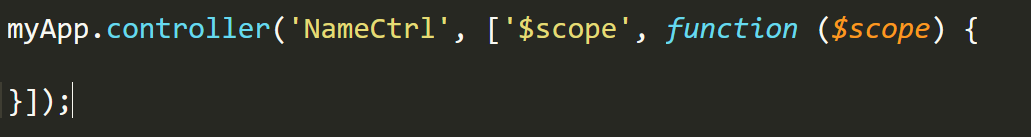 myApp.controller('NameCtrl', ['$scope', function ($scope) {
}]);